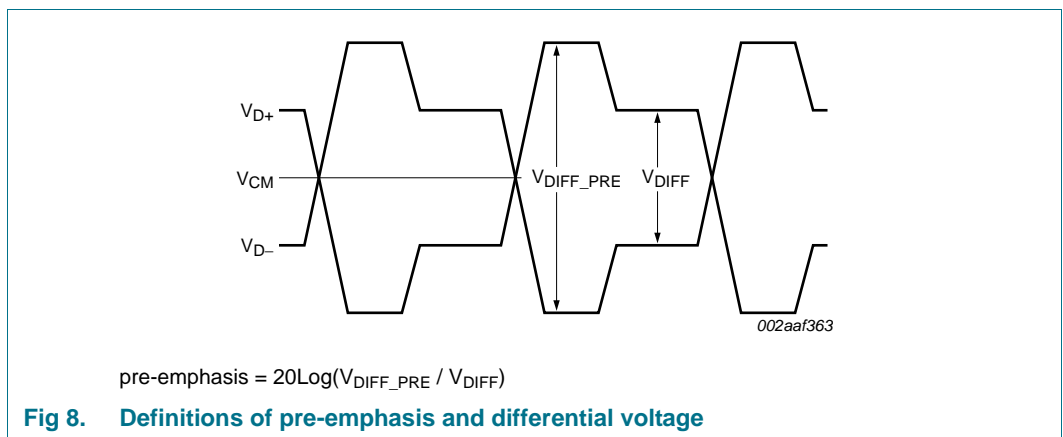 V_D+
V_CM
V_DIFF_PRE V_DIFF
V_D−
002aaf363
pre-emphasis = 20Log(V_DIFF_PRE / V_DIFF)
Fig 8. Definitions of pre-emphasis and differential voltage